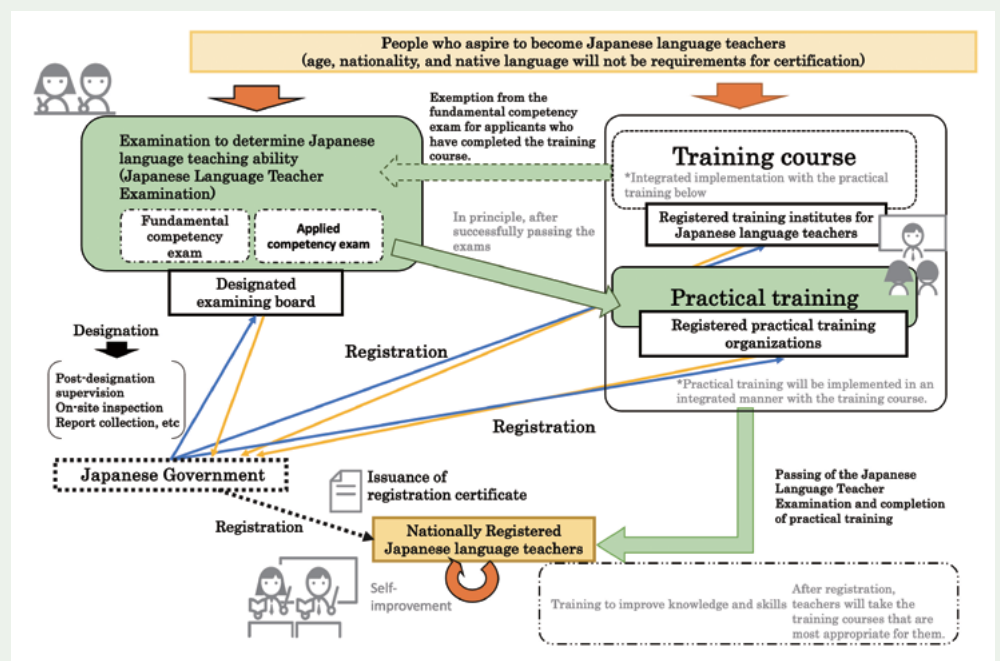 People who aspire to become Japanese language teachers
(age, nationality, and native language will not be requirements for certification)
Examination to determine Japanese
language teaching ability
(Japanese Language Teacher
Examination)
Fundamental
competency
exam
Applied
competency exam
Designated
examining board
Exemption from the
fundamental competency
exam for applicants who
have completed the training
course.
Training course
*Integrated implementation with the practical
training below
Registered training institutes for
Japanese language teachers
In principle, after
successfully passing the
exams
Practical training
Registered practical training
organizations
*Practical training will be implemented in an
integrated manner with the training course.
Designation
Post-designation
supervision
On-site inspection
Report collection, etc
Registration
Registration
Japanese Government
Registration
Issuance of
registration certificate
Nationally Registered
Japanese language teachers
Passing of the Japanese
Language Teacher
Examination and completion
of practical training
Self-
improvement
Training to improve knowledge and skills
After registration,
teachers will take the
training courses that are
most appropriate for them.